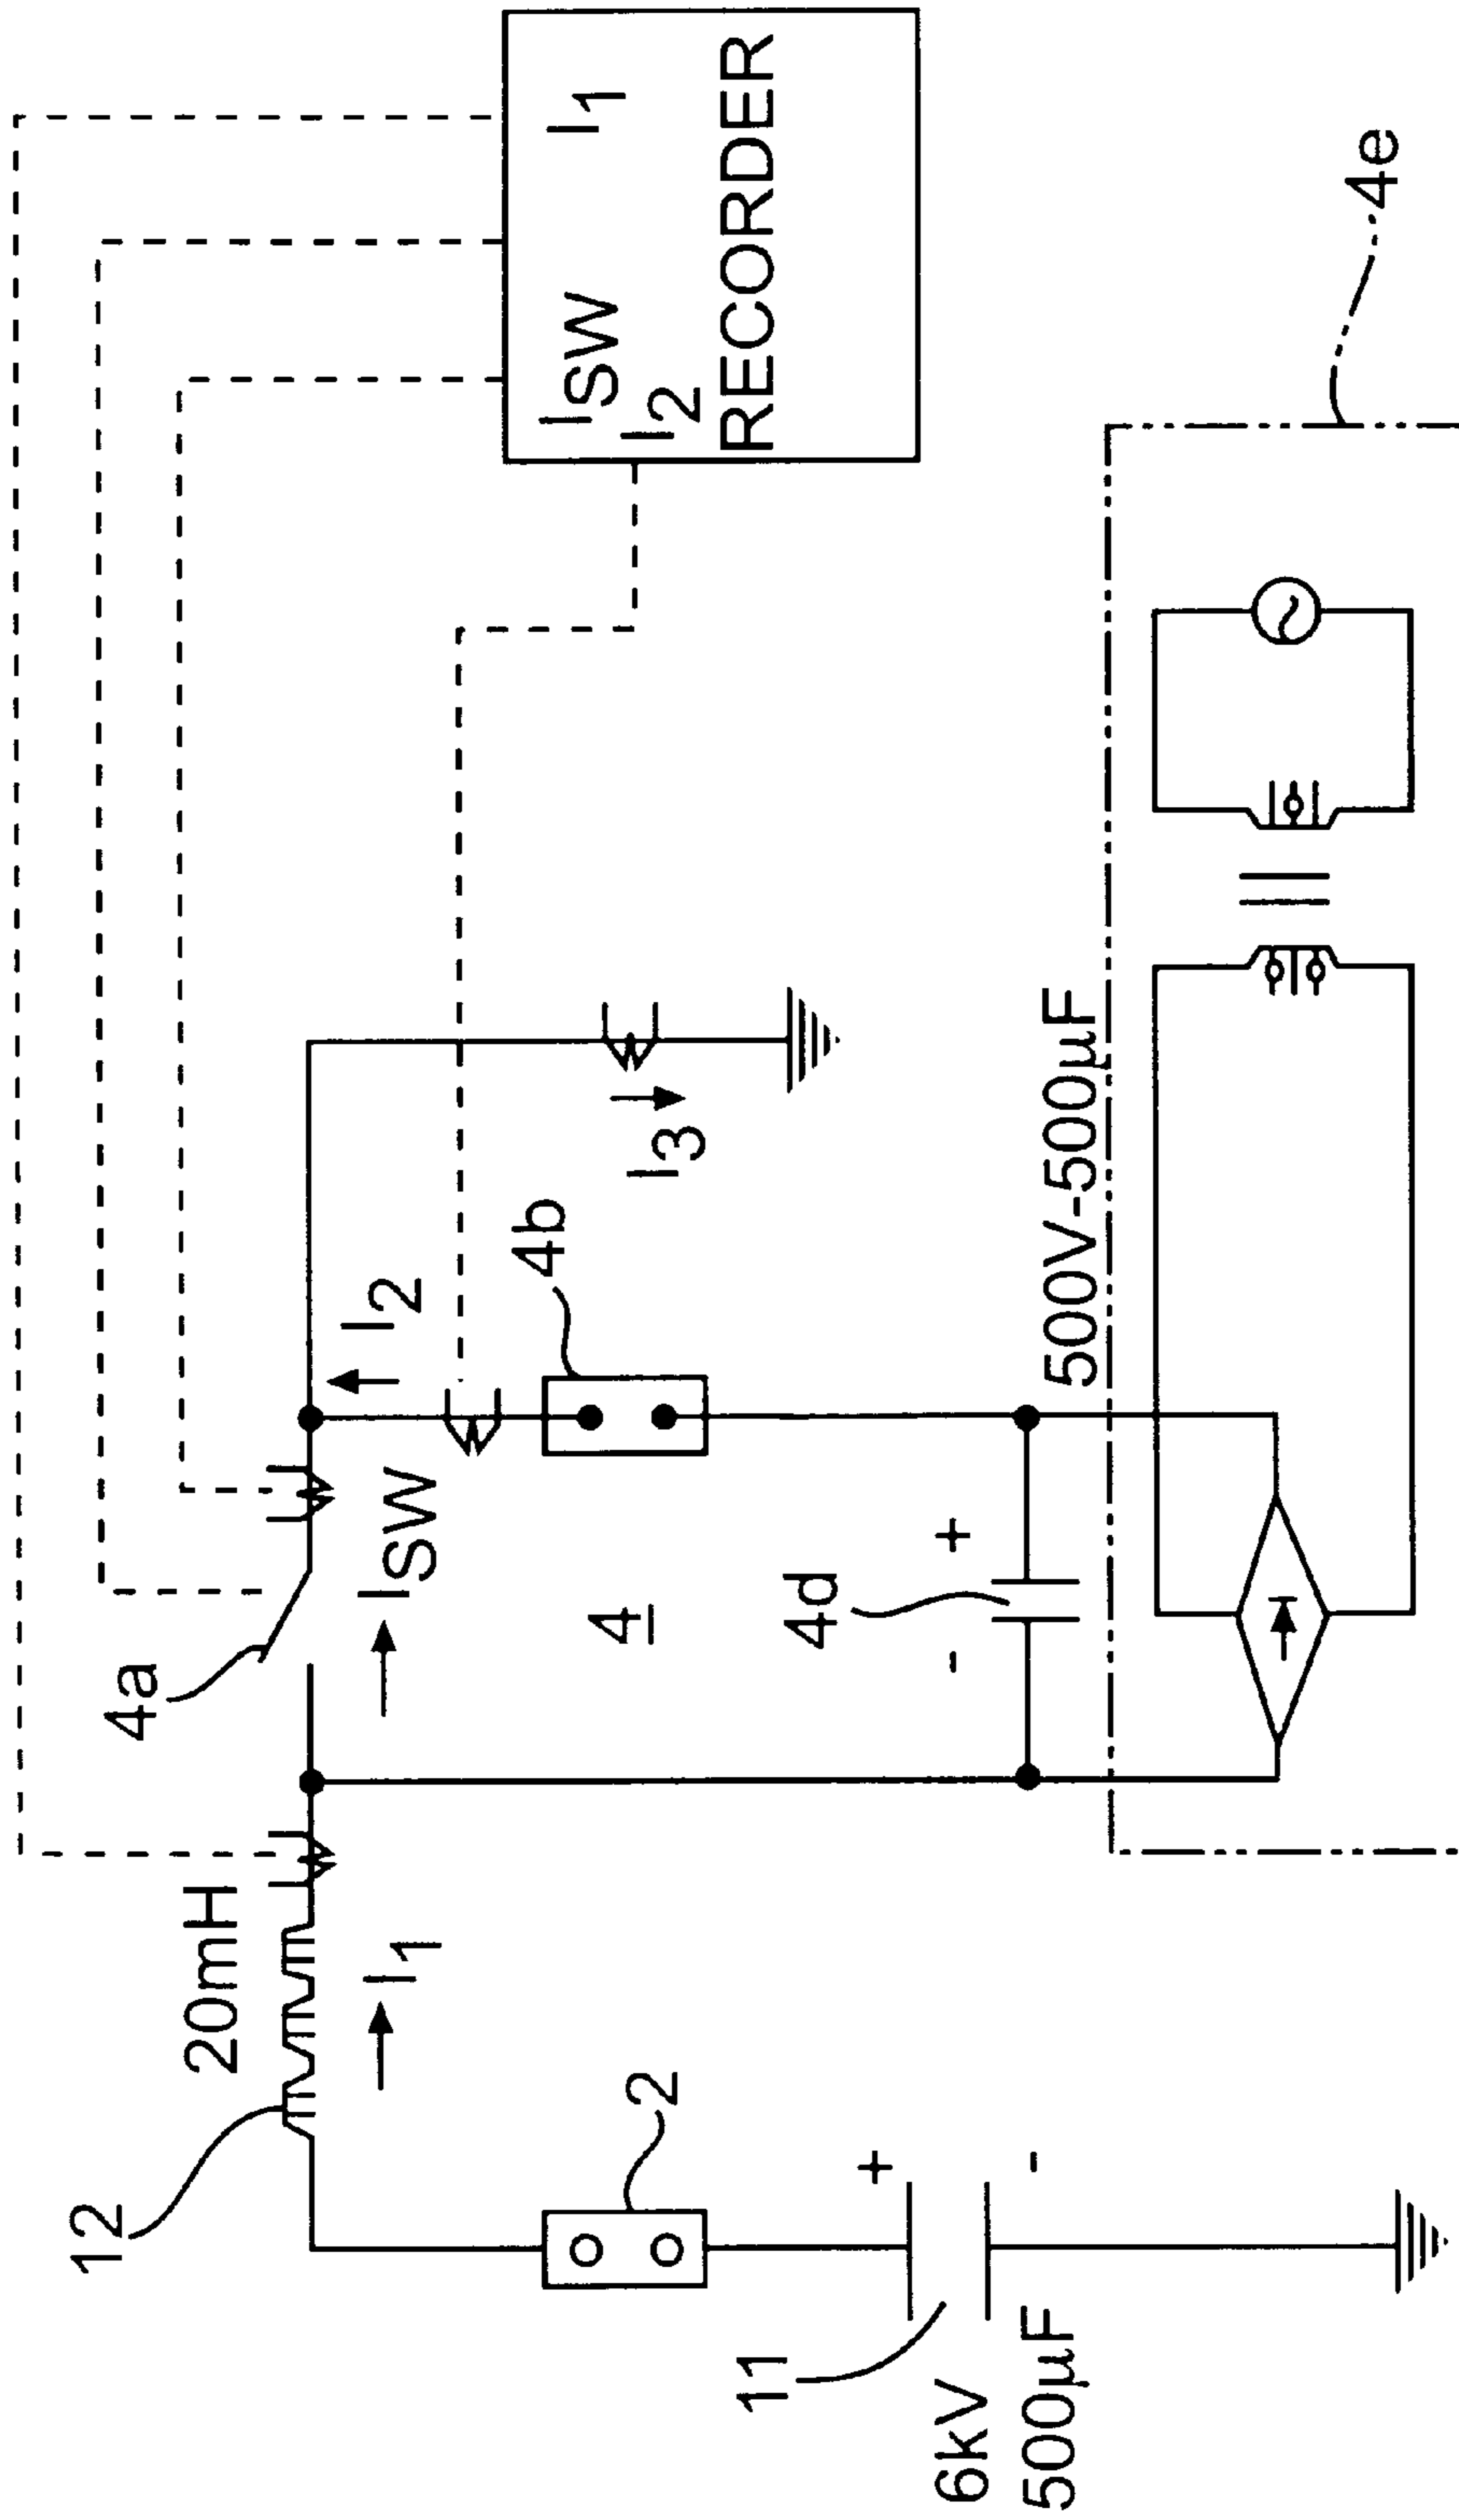 12
20mH
I1
4a
ISW
I2
4b
I3
4
2
11
6kV
500µF
+
-
4d
-
+
500V-500µF
ISW
I1
I2
RECORDER
4e